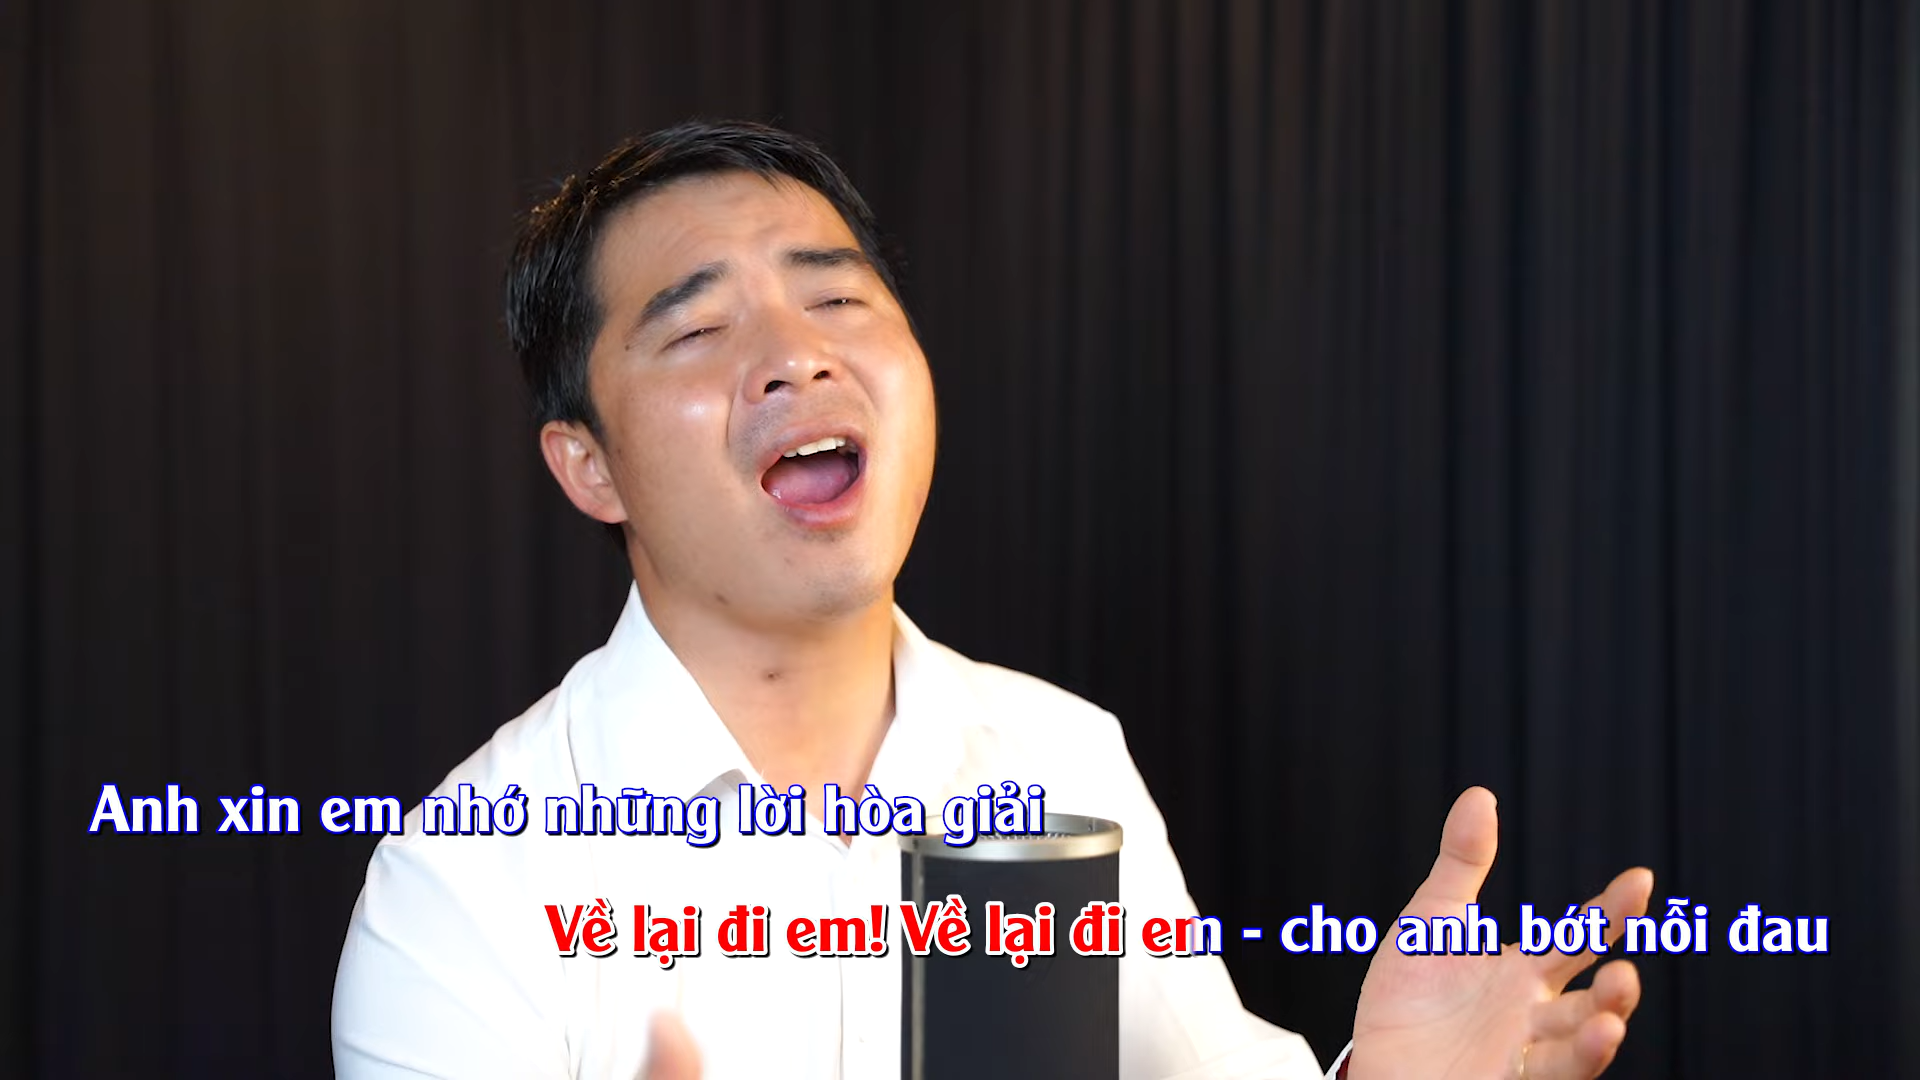 Anh xin em nhớ những lời hòa giải
Về lại đi em! Về lại đi em - cho anh bớt nỗi đau